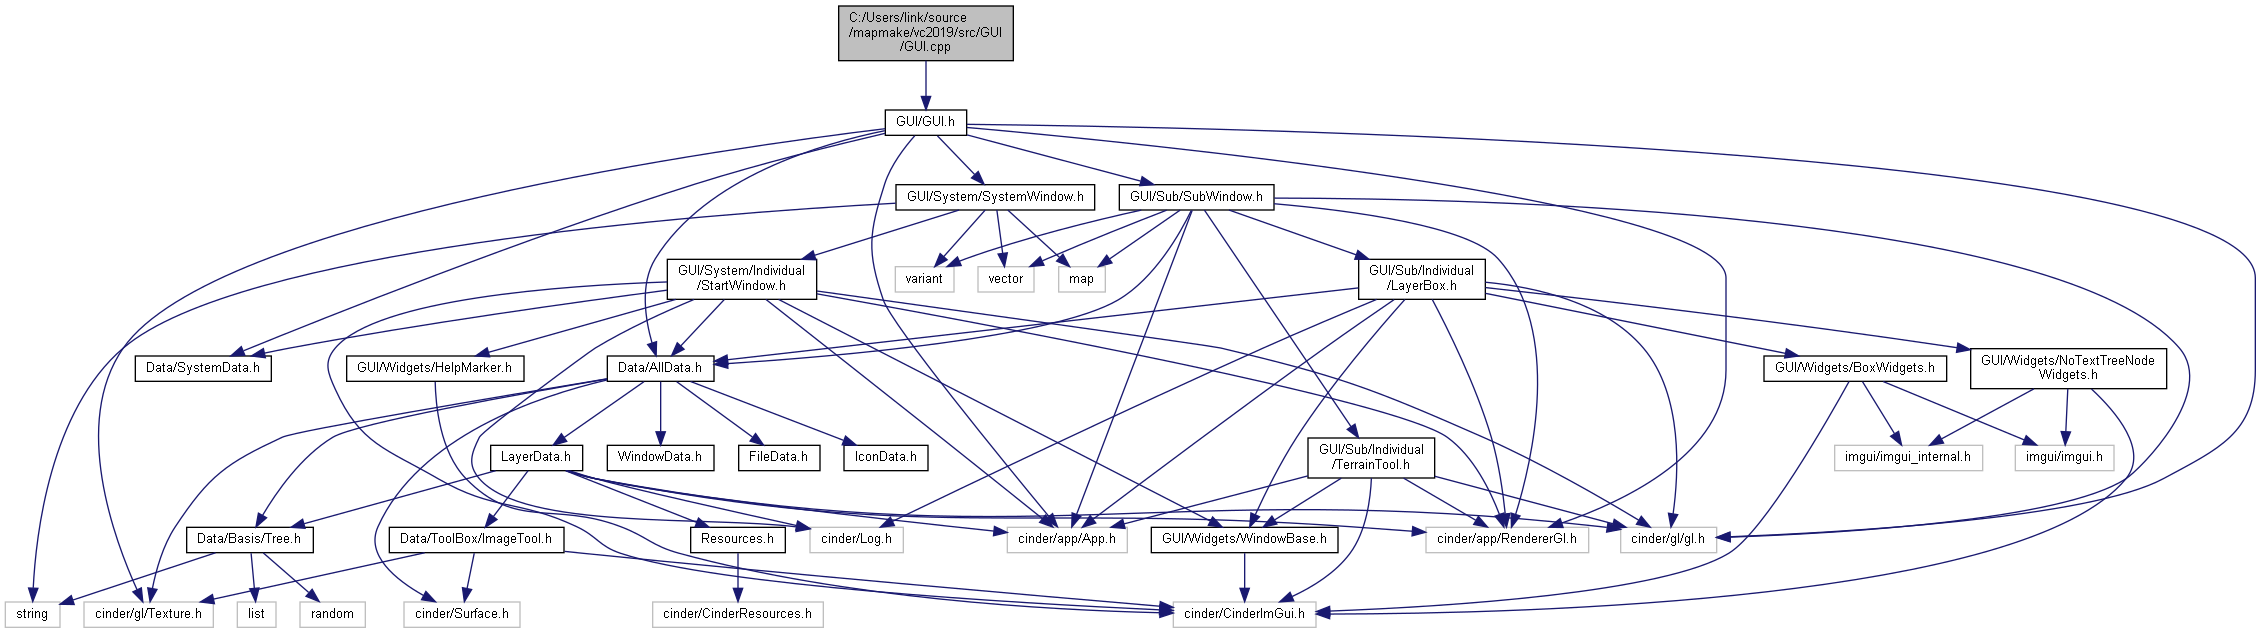 C:/Users/link/source
/mapmake/vc2019/src/GUI
/GUI.cpp
GUI/GUI.h
GUI/System/SystemWindow.h
GUI/Sub/SubWindow.h
GUI/System/Individual
/StartWindow.h
variant
vector
map
GUI/Sub/Individual
/LayerBox.h
Data/SystemData.h
GUI/Widgets/HelpMarker.h
Data/AllData.h
GUI/Widgets/BoxWidgets.h
GUI/Widgets/NoTextTreeNode
Widgets.h
LayerData.h
WindowData.h
FileData.h
IconData.h
GUI/Sub/Individual
/TerrainTool.h
imgui/imgui_internal.h
imgui/imgui.h
Data/Basis/Tree.h
Data/ToolBox/ImageTool.h
Resources.h
cinder/Log.h
cinder/app/App.h
GUI/Widgets/WindowBase.h
cinder/app/RendererGl.h
cinder/gl/gl.h
string
cinder/gl/Texture.h
list
random
cinder/Surface.h
cinder/CinderResources.h
cinder/CinderImGui.h